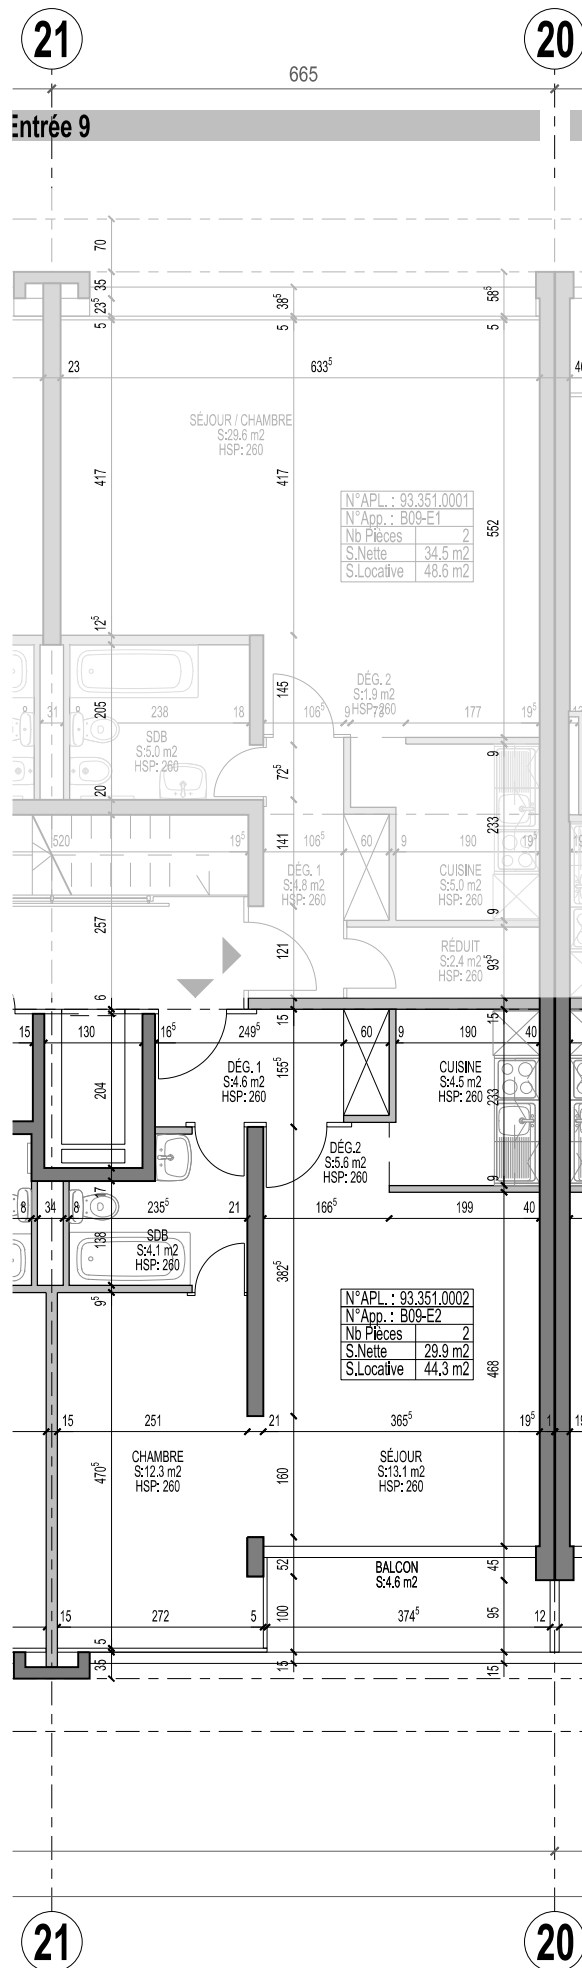 21
20
665
Entrée 9
70
35
23⁵
5
38⁵
5
58⁵
5
23
633⁵
46
SÉJOUR / CHAMBRE
S:29.6 m2
HSP: 260
417
417
N°APL. : 93.351.0001
N°App. : B09-E1
Nb Pièces 2
S.Nette 34.5 m2
S.Locative 48.6 m2
552
12⁵
145
DÉG. 2
S:1.9 m2
HSP: 260
8
31
8
205
238
18
106⁵
9
73
177
19⁵
SDB
S:5.0 m2
HSP: 260
20
72⁵
9
233
520
19⁵
141
106⁵
60
9
190
19⁵
DÉG. 1
S:4.8 m2
HSP: 260
CUISINE
S:5.0 m2
HSP: 260
9
257
121
RÉDUIT
S:2.4 m2
HSP: 260
93⁵
6
15
15
15
130
16⁵
249⁵
60
9
190
40
204
155⁵
DÉG. 1
S:4.6 m2
HSP: 260
CUISINE
S:4.5 m2
HSP: 260
233
DÉG.2
S:5.6 m2
HSP: 260
9
17
8
34
8
235⁵
21
166⁵
199
40
138
SDB
S:4.1 m2
HSP: 260
382⁵
9⁵
N°APL. : 93.351.0002
N°App. : B09-E2
Nb Pièces 2
S.Nette 29.9 m2
S.Locative 44.3 m2
468
15
251
21
365⁵
19⁵
1
19
470⁵
CHAMBRE
S:12.3 m2
HSP: 260
160
SÉJOUR
S:13.1 m2
HSP: 260
52
BALCON
S:4.6 m2
45
15
272
5
100
374⁵
95
12
5
35
15
15
21
20